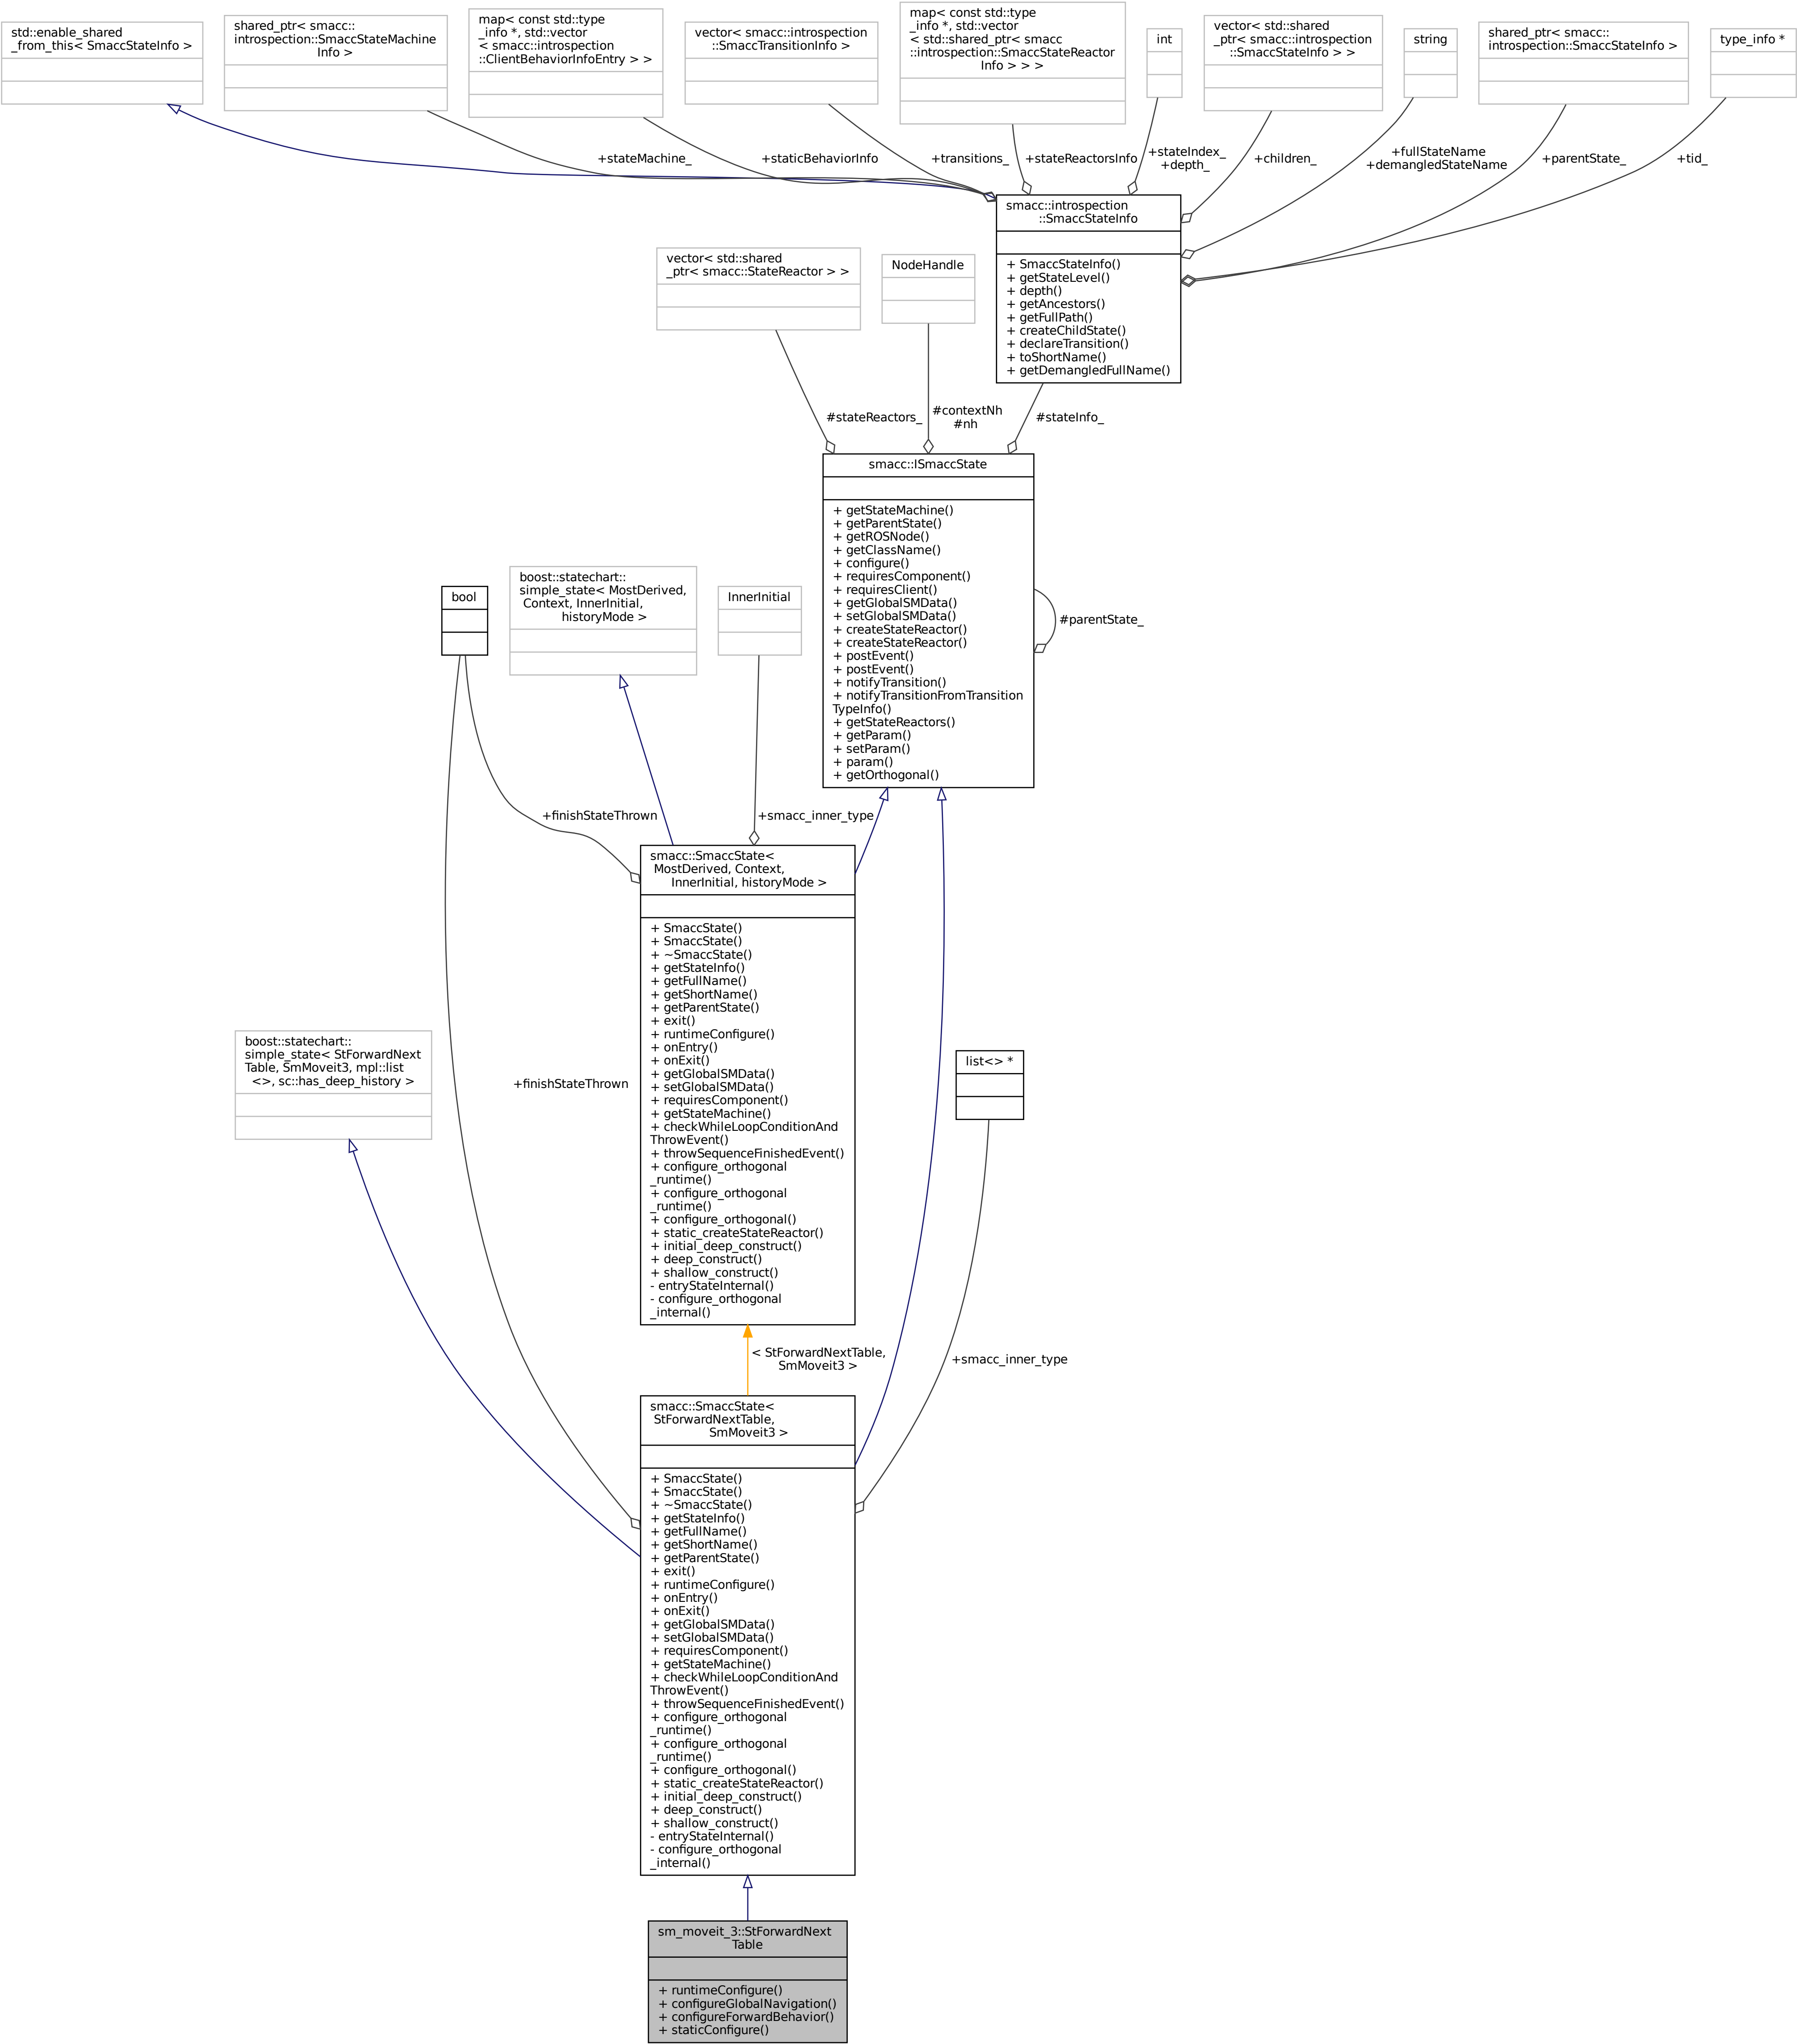 std::enable_shared
_from_this< SmaccStateInfo >
shared_ptr< smacc::
introspection::SmaccStateMachine
Info >
map< const std::type
_info *, std::vector
< smacc::introspection
::ClientBehaviorInfoEntry > >
vector< smacc::introspection
::SmaccTransitionInfo >
map< const std::type
_info *, std::vector
< std::shared_ptr< smacc
::introspection::SmaccStateReactor
Info > > >
int
vector< std::shared
_ptr< smacc::introspection
::SmaccStateInfo > >
string
shared_ptr< smacc::
introspection::SmaccStateInfo >
type_info *
+stateMachine_
+staticBehaviorInfo
+transitions_
+stateReactorsInfo
+stateIndex_
+depth_
+children_
+fullStateName
+demangledStateName
+parentState_
+tid_
smacc::introspection
::SmaccStateInfo
+ SmaccStateInfo()
+ getStateLevel()
+ depth()
+ getAncestors()
+ getFullPath()
+ createChildState()
+ declareTransition()
+ toShortName()
+ getDemangledFullName()
vector< std::shared
_ptr< smacc::StateReactor > >
NodeHandle
#stateReactors_
#contextNh
#nh
#stateInfo_
smacc::ISmaccState
+ getStateMachine()
+ getParentState()
+ getROSNode()
+ getClassName()
+ configure()
+ requiresComponent()
+ requiresClient()
+ getGlobalSMData()
+ setGlobalSMData()
+ createStateReactor()
+ createStateReactor()
+ postEvent()
+ postEvent()
+ notifyTransition()
+ notifyTransitionFromTransition
TypeInfo()
+ getStateReactors()
+ getParam()
+ setParam()
+ param()
+ getOrthogonal()
#parentState_
bool
boost::statechart::
simple_state< MostDerived,
Context, InnerInitial,
historyMode >
InnerInitial
+finishStateThrown
+smacc_inner_type
smacc::SmaccState<
MostDerived, Context,
InnerInitial, historyMode >
+ SmaccState()
+ SmaccState()
+ ~SmaccState()
+ getStateInfo()
+ getFullName()
+ getShortName()
+ getParentState()
+ exit()
+ runtimeConfigure()
+ onEntry()
+ onExit()
+ getGlobalSMData()
+ setGlobalSMData()
+ requiresComponent()
+ getStateMachine()
+ checkWhileLoopConditionAnd
ThrowEvent()
+ throwSequenceFinishedEvent()
+ configure_orthogonal
_runtime()
+ configure_orthogonal
_runtime()
+ configure_orthogonal()
+ static_createStateReactor()
+ initial_deep_construct()
+ deep_construct()
+ shallow_construct()
- entryStateInternal()
- configure_orthogonal
_internal()
boost::statechart::
simple_state< StForwardNext
Table, SmMoveit3, mpl::list
<>, sc::has_deep_history >
+finishStateThrown
list<> *
< StForwardNextTable,
SmMoveit3 >
+smacc_inner_type
smacc::SmaccState<
StForwardNextTable,
SmMoveit3 >
+ SmaccState()
+ SmaccState()
+ ~SmaccState()
+ getStateInfo()
+ getFullName()
+ getShortName()
+ getParentState()
+ exit()
+ runtimeConfigure()
+ onEntry()
+ onExit()
+ getGlobalSMData()
+ setGlobalSMData()
+ requiresComponent()
+ getStateMachine()
+ checkWhileLoopConditionAnd
ThrowEvent()
+ throwSequenceFinishedEvent()
+ configure_orthogonal
_runtime()
+ configure_orthogonal
_runtime()
+ configure_orthogonal()
+ static_createStateReactor()
+ initial_deep_construct()
+ deep_construct()
+ shallow_construct()
- entryStateInternal()
- configure_orthogonal
_internal()
sm_moveit_3::StForwardNext
Table
+ runtimeConfigure()
+ configureGlobalNavigation()
+ configureForwardBehavior()
+ staticConfigure()